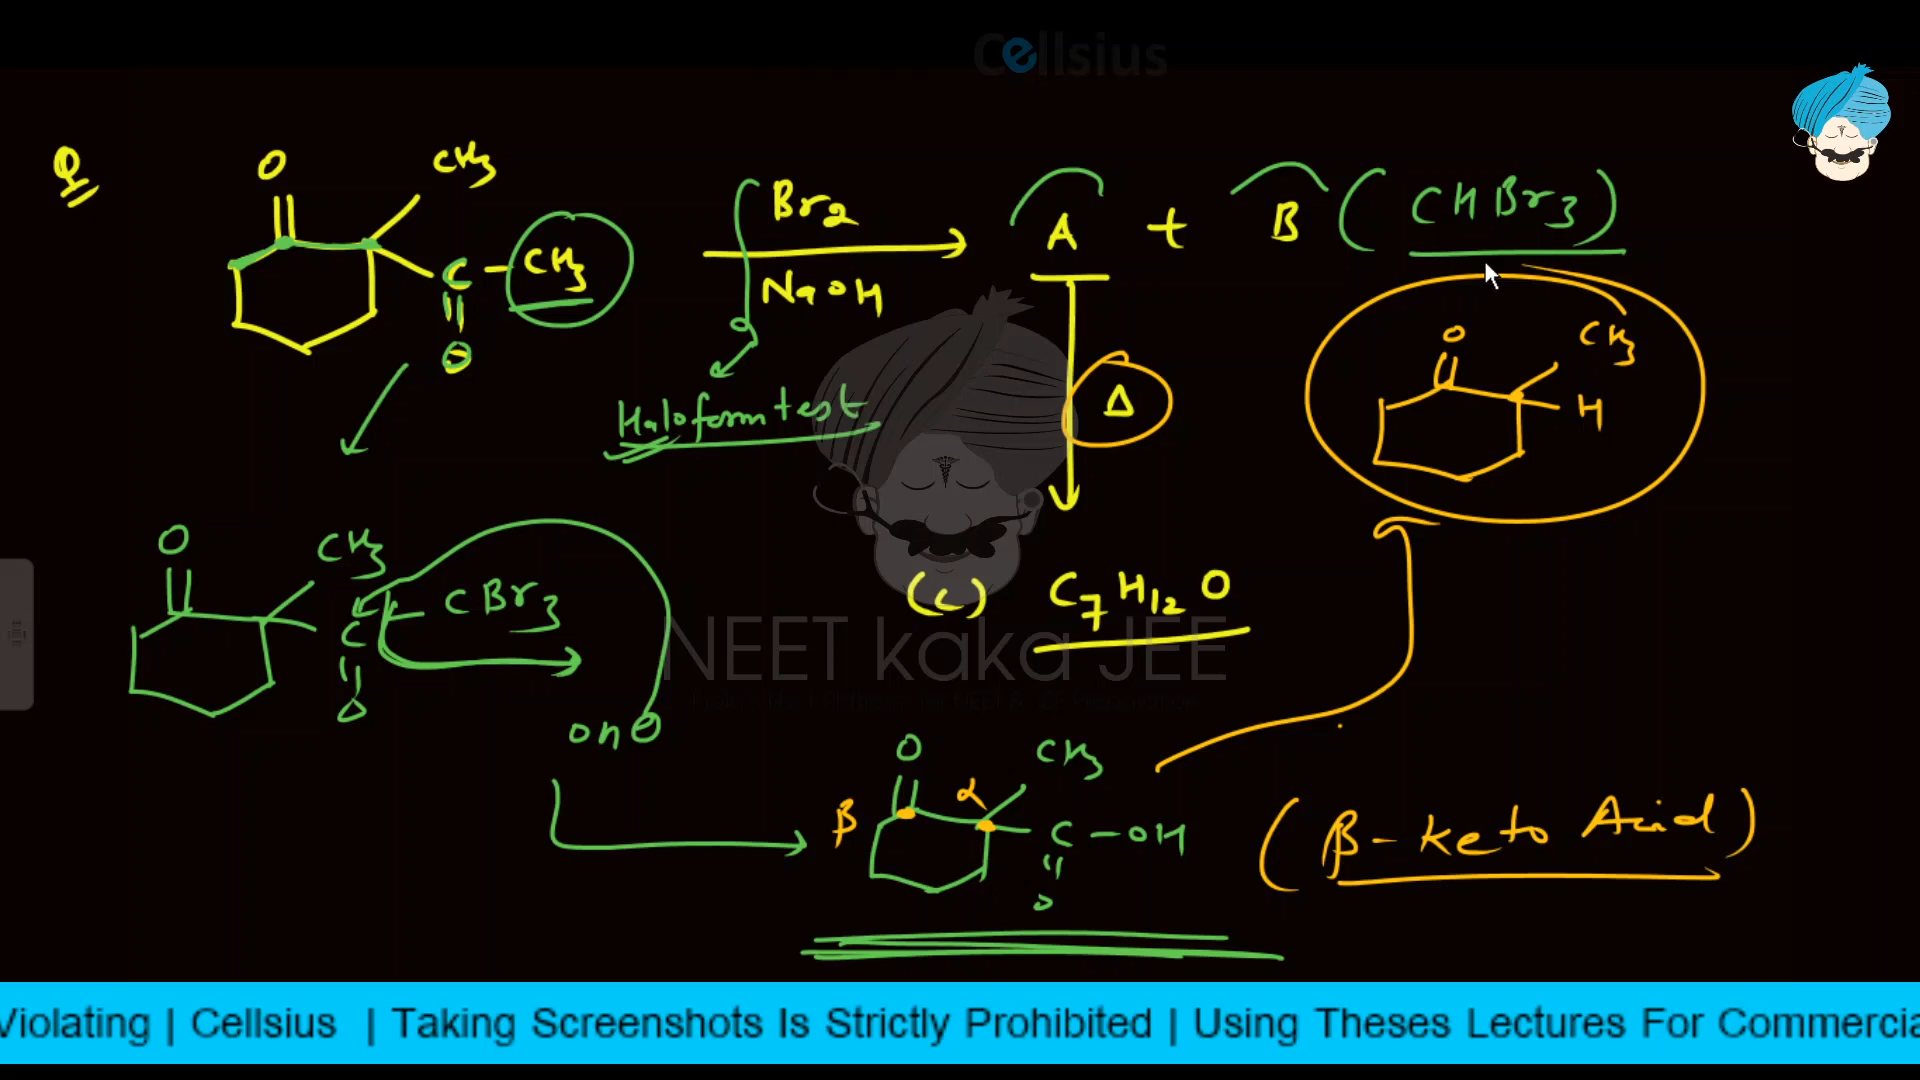 Cellsius
Q
O
CH3
C - CH3
O
Br2
NaOH
A + B (CHBr3)
Haloform test
Δ
O
CH3
H
O
CH3
C - CBr3
O
OHΘ
(C) C7H12O
NEET kaka JEE
O
CH3
β
α
C - OH
O
(β - keto Acid)
Violating | Cellsius | Taking Screenshots Is Strictly Prohibited | Using Theses Lectures For Commercia